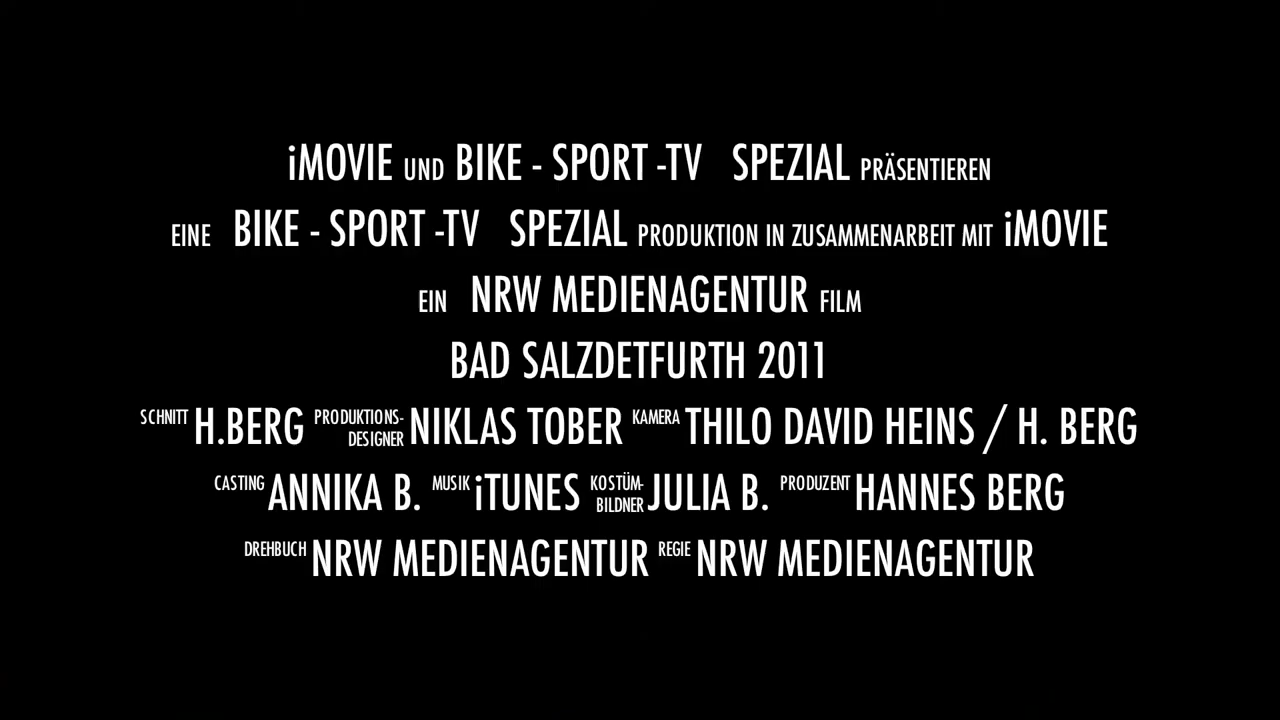 iMOVIE UND BIKE - SPORT -TV SPEZIAL PRÄSENTIEREN
EINE BIKE - SPORT -TV SPEZIAL PRODUKTION IN ZUSAMMENARBEIT MIT iMOVIE
EIN NRW MEDIENAGENTUR FILM
BAD SALZDETFURTH 2011
SCHNITT H.BERG PRODUKTIONS-DESIGNER NIKLAS TOBER KAMERA THILO DAVID HEINS / H. BERG
CASTING ANNIKA B. MUSIK iTUNES KOSTÜM-BILDNER JULIA B. PRODUZENT HANNES BERG
DREHBUCH NRW MEDIENAGENTUR REGIE NRW MEDIENAGENTUR